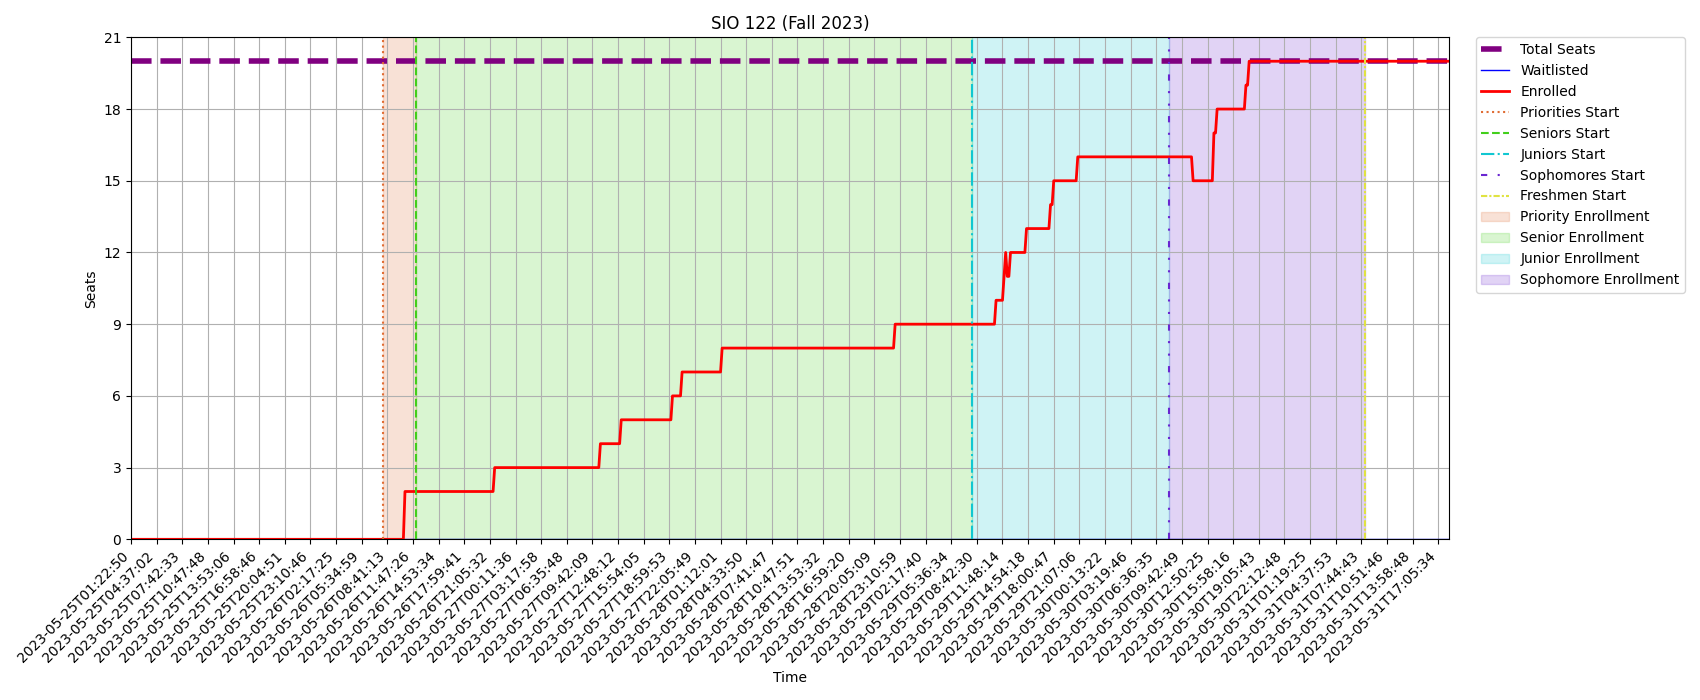 SIO 122 (Fall 2023)
21
18
15
12
9
6
3
0
Seats
2023-05-25T01:22:50
2023-05-25T04:37:02
2023-05-25T07:42:33
2023-05-25T10:47:48
2023-05-25T13:53:06
2023-05-25T16:58:46
2023-05-25T20:04:51
2023-05-25T23:10:46
2023-05-26T02:17:25
2023-05-26T05:34:59
2023-05-26T08:41:13
2023-05-26T11:47:26
2023-05-26T14:53:34
2023-05-26T17:59:41
2023-05-26T21:05:32
2023-05-27T00:11:36
2023-05-27T03:17:58
2023-05-27T06:35:48
2023-05-27T09:42:09
2023-05-27T12:48:12
2023-05-27T15:54:05
2023-05-27T18:59:53
2023-05-27T22:05:49
2023-05-28T01:12:01
2023-05-28T04:33:50
2023-05-28T07:41:47
2023-05-28T10:47:51
2023-05-28T13:53:32
2023-05-28T16:59:20
2023-05-28T20:05:09
2023-05-28T23:10:59
2023-05-29T02:17:40
2023-05-29T05:36:34
2023-05-29T08:42:30
2023-05-29T11:48:14
2023-05-29T14:54:18
2023-05-29T18:00:47
2023-05-29T21:07:06
2023-05-30T00:13:22
2023-05-30T03:19:46
2023-05-30T06:36:35
2023-05-30T09:42:49
2023-05-30T12:50:25
2023-05-30T15:58:16
2023-05-30T19:05:43
2023-05-30T22:12:48
2023-05-31T01:19:25
2023-05-31T04:37:53
2023-05-31T07:44:43
2023-05-31T10:51:46
2023-05-31T13:58:48
2023-05-31T17:05:34
Time
Total Seats
Waitlisted
Enrolled
Priorities Start
Seniors Start
Juniors Start
Sophomores Start
Freshmen Start
Priority Enrollment
Senior Enrollment
Junior Enrollment
Sophomore Enrollment